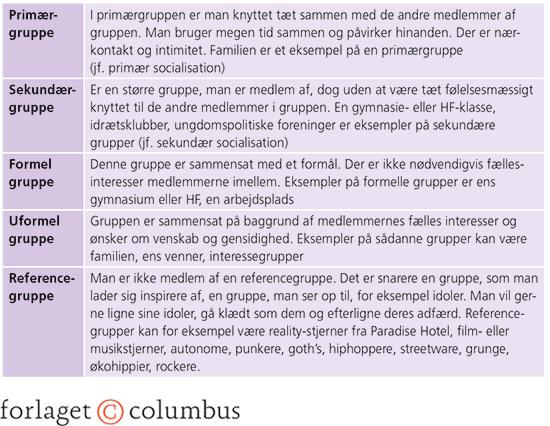 Primær-
gruppe
I primærgruppen er man knyttet tæt sammen med de andre medlemmer af
gruppen. Man bruger megen tid sammen og påvirker hinanden. Der er nær-
kontakt og intimitet. Familien er et eksempel på en primærgruppe
(jf. primær socialisation)
Sekundær-
gruppe
Er en større gruppe, man er medlem af, dog uden at være tæt følelsesmæssigt
knyttet til de andre medlemmer i gruppen. En gymnasie- eller HF-klasse,
idrætsklubber, ungdomspolitiske foreninger er eksempler på sekundære
grupper (jf. sekundær socialisation)
Formel
gruppe
Denne gruppe er sammensat med et formål. Der er ikke nødvendigvis fælles-
interesser medlemmerne imellem. Eksempler på formelle grupper er ens
gymnasium eller HF, en arbejdsplads
Uformel
gruppe
Gruppen er sammensat på baggrund af medlemmernes fælles interesser og
ønsker om venskab og gensidighed. Eksempler på sådanne grupper kan være
familien, ens venner, interessegrupper
Reference-
gruppe
Man er ikke medlem af en referencegruppe. Det er snarere en gruppe, som man
lader sig inspirere af, en gruppe, man ser op til, for eksempel idoler. Man vil ger-
ne ligne sine idoler, gå klædt som dem og efterligne deres adfærd. Reference-
grupper kan for eksempel være reality-stjerner fra Paradise Hotel, film- eller
musikstjerner, autonome, punkere, goth's, hiphoppere, streetware, grunge,
økohippier, rockere.
forlaget © columbus